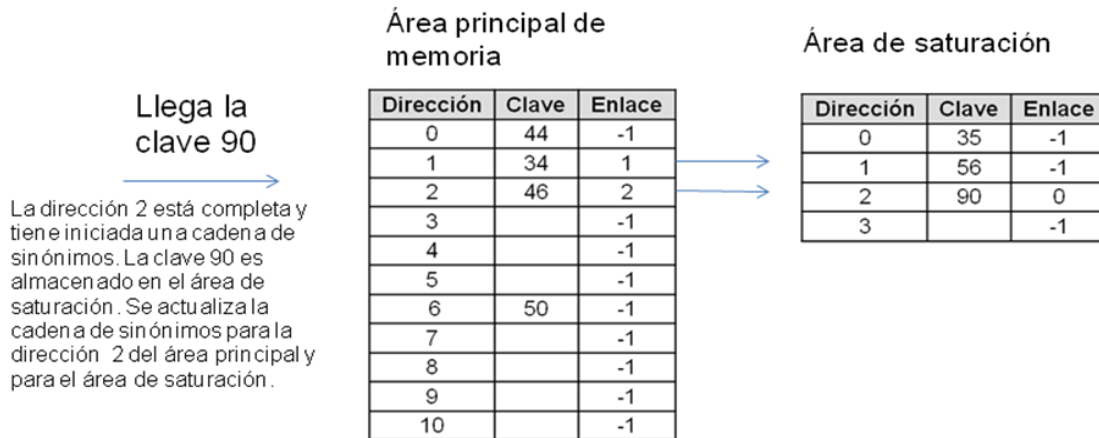 Llega la
clave 90
La dirección 2 está completa y
tiene iniciada una cadena de
sinónimos. La clave 90 es
almacenado en el área de
saturación. Se actualiza la
cadena de sinónimos para la
dirección 2 del área principal y
para el área de saturación.
Área principal de
memoria
Dirección Clave Enlace
0 44 -1
1 34 1
2 46 2
3 -1
4 -1
5 -1
6 50 -1
7 -1
8 -1
9 -1
10 -1
Área de saturación
Dirección Clave Enlace
0 35 -1
1 56 -1
2 90 0
3 -1